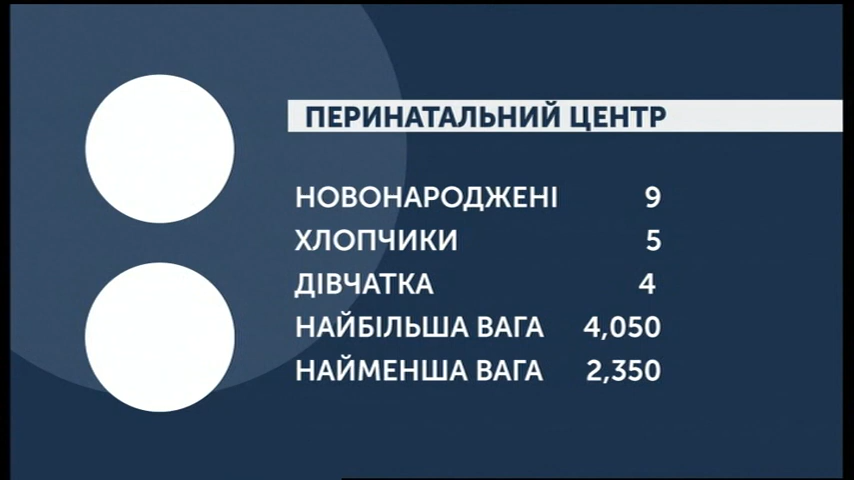 ПЕРИНАТАЛЬНИЙ ЦЕНТР
НОВОНАРОДЖЕНІ 9
ХЛОПЧИКИ 5
ДІВЧАТКА 4
НАЙБІЛЬША ВАГА 4,050
НАЙМЕНША ВАГА 2,350